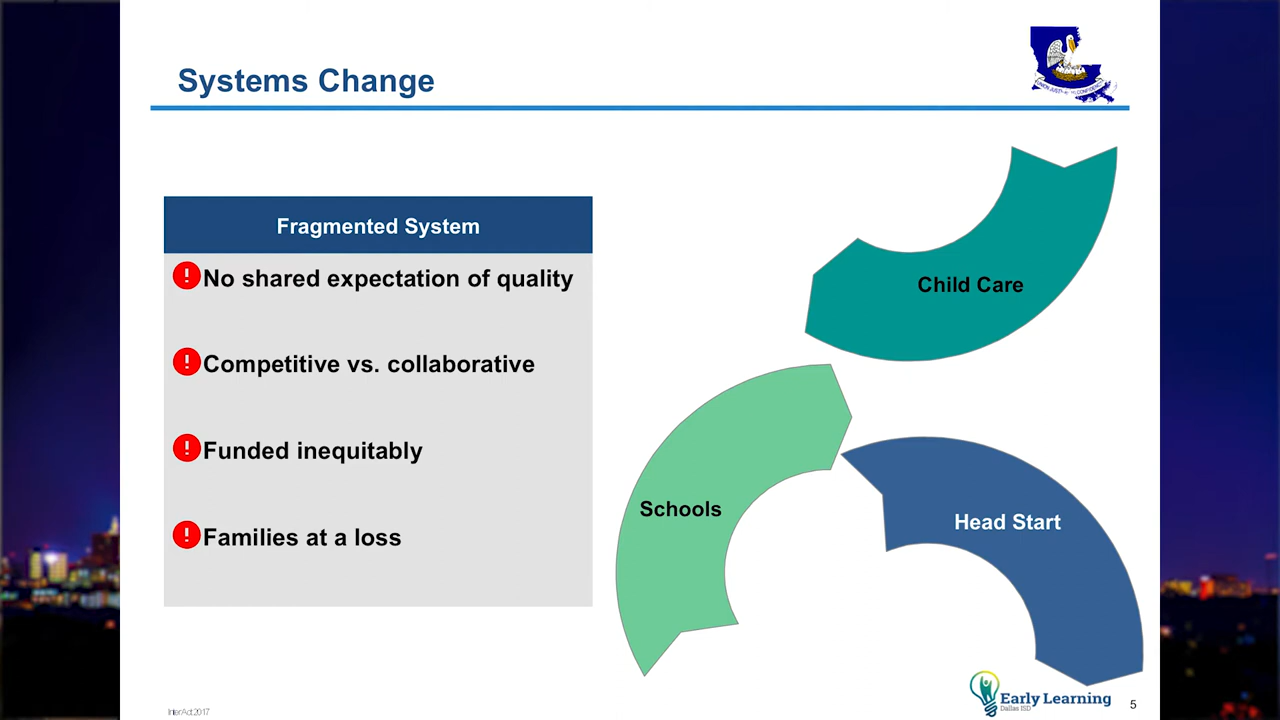 Systems Change
Fragmented System
No shared expectation of quality
Competitive vs. collaborative
Funded inequitably
Families at a loss
Child Care
Schools
Head Start
InterAct 2017
Early Learning
Dallas ISD
5